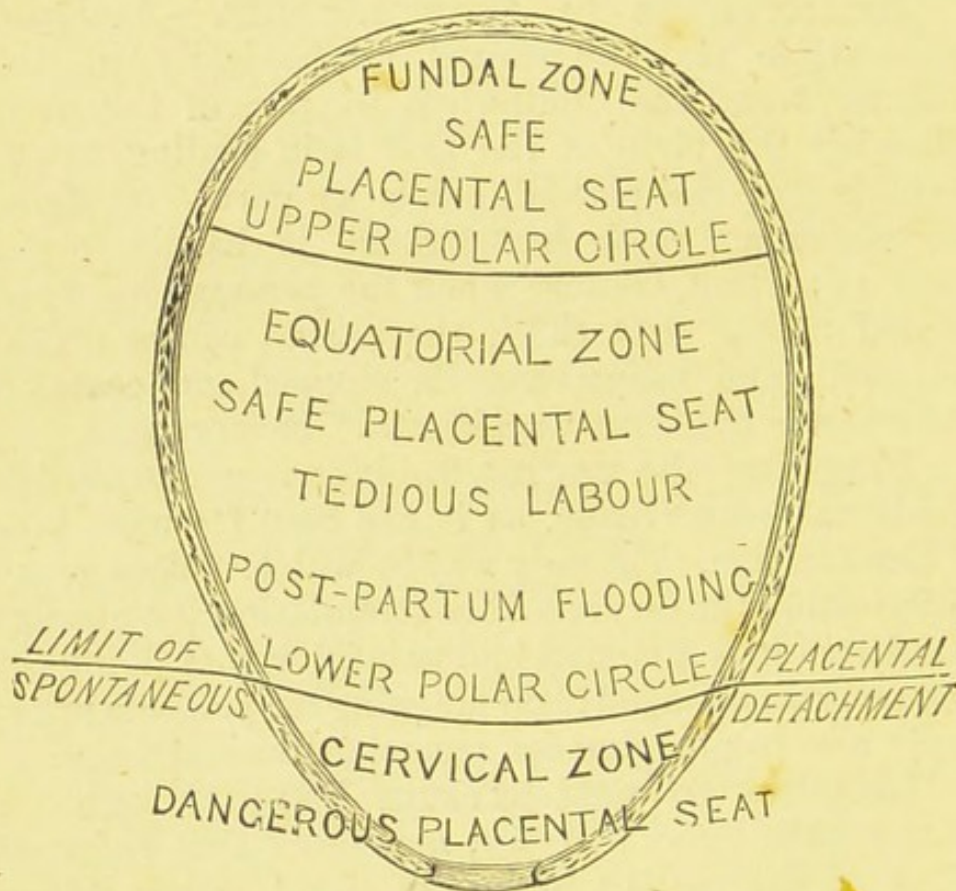 FUNDAL ZONE
SAFE
PLACENTAL SEAT
UPPER POLAR CIRCLE
EQUATORIAL ZONE
SAFE PLACENTAL SEAT
TEDIOUS LABOUR
POST-PARTUM FLOODING
LIMIT OF
SPONTANEOUS
LOWER POLAR CIRCLE
PLACENTAL
DETACHMENT
CERVICAL ZONE
DANGEROUS PLACENTAL SEAT